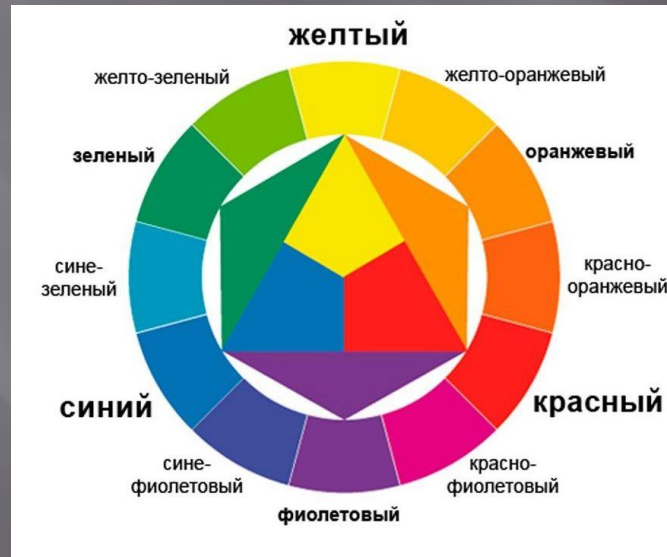 желтый
желто-зеленый
желто-оранжевый
зеленый
оранжевый
сине-
зеленый
красно-
оранжевый
синий
красный
сине-
фиолетовый
красно-
фиолетовый
фиолетовый